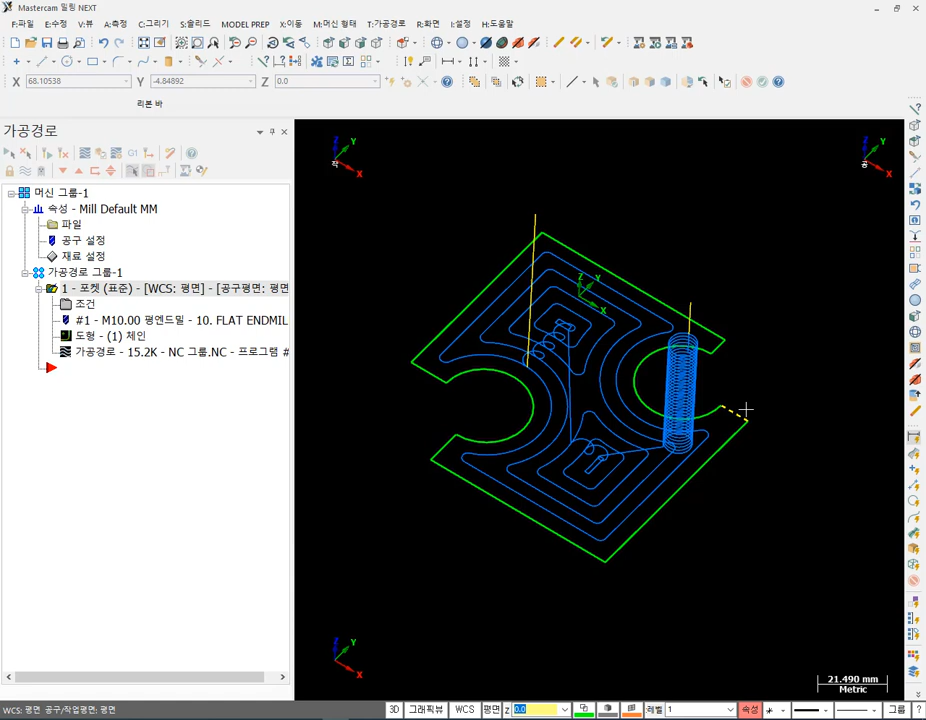 Mastercam 밀링 NEXT
F:파일 E:수정 V:뷰 A:측정 C:그리기 S:솔리드 MODEL PREP X:이동 M:머신 형태 T:가공경로 R:화면 I:설정 H:도움말
X 68.10538 Y -4.84892 Z 0.0
리본 바
가공경로
G1
머신 그룹-1
속성 - Mill Default MM
파일
공구 설정
재료 설정
가공경로 그룹-1
1 - 포켓 (표준) - [WCS: 평면] - [공구평면: 평면
조건
#1 - M10.00 평엔드밀 - 10. FLAT ENDMIL
도형 - (1) 체인
가공경로 - 15.2K - NC 그룹.NC - 프로그램 #
Z Y X
Z Y X
Z Y X
Z Y X
21.490 mm
Metric
WCS: 평면 공구/작업평면: 평면
3D 그래픽뷰 WCS 평면 Z 0.0 레벨 1 속성 그룹